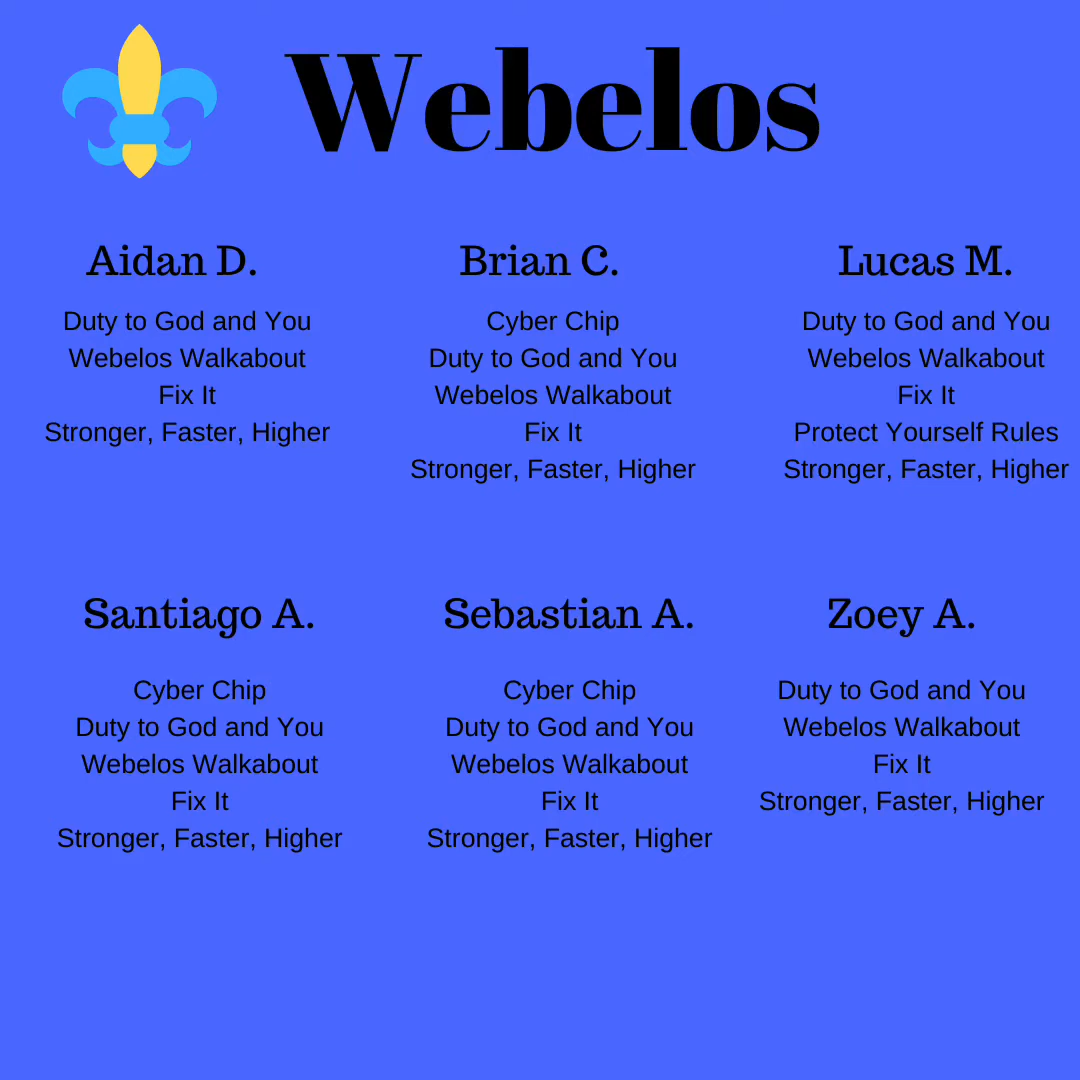 Webelos
Aidan D.
Duty to God and You
Webelos Walkabout
Fix It
Stronger, Faster, Higher
Brian C.
Cyber Chip
Duty to God and You
Webelos Walkabout
Fix It
Stronger, Faster, Higher
Lucas M.
Duty to God and You
Webelos Walkabout
Fix It
Protect Yourself Rules
Stronger, Faster, Higher
Santiago A.
Cyber Chip
Duty to God and You
Webelos Walkabout
Fix It
Stronger, Faster, Higher
Sebastian A.
Cyber Chip
Duty to God and You
Webelos Walkabout
Fix It
Stronger, Faster, Higher
Zoey A.
Duty to God and You
Webelos Walkabout
Fix It
Stronger, Faster, Higher